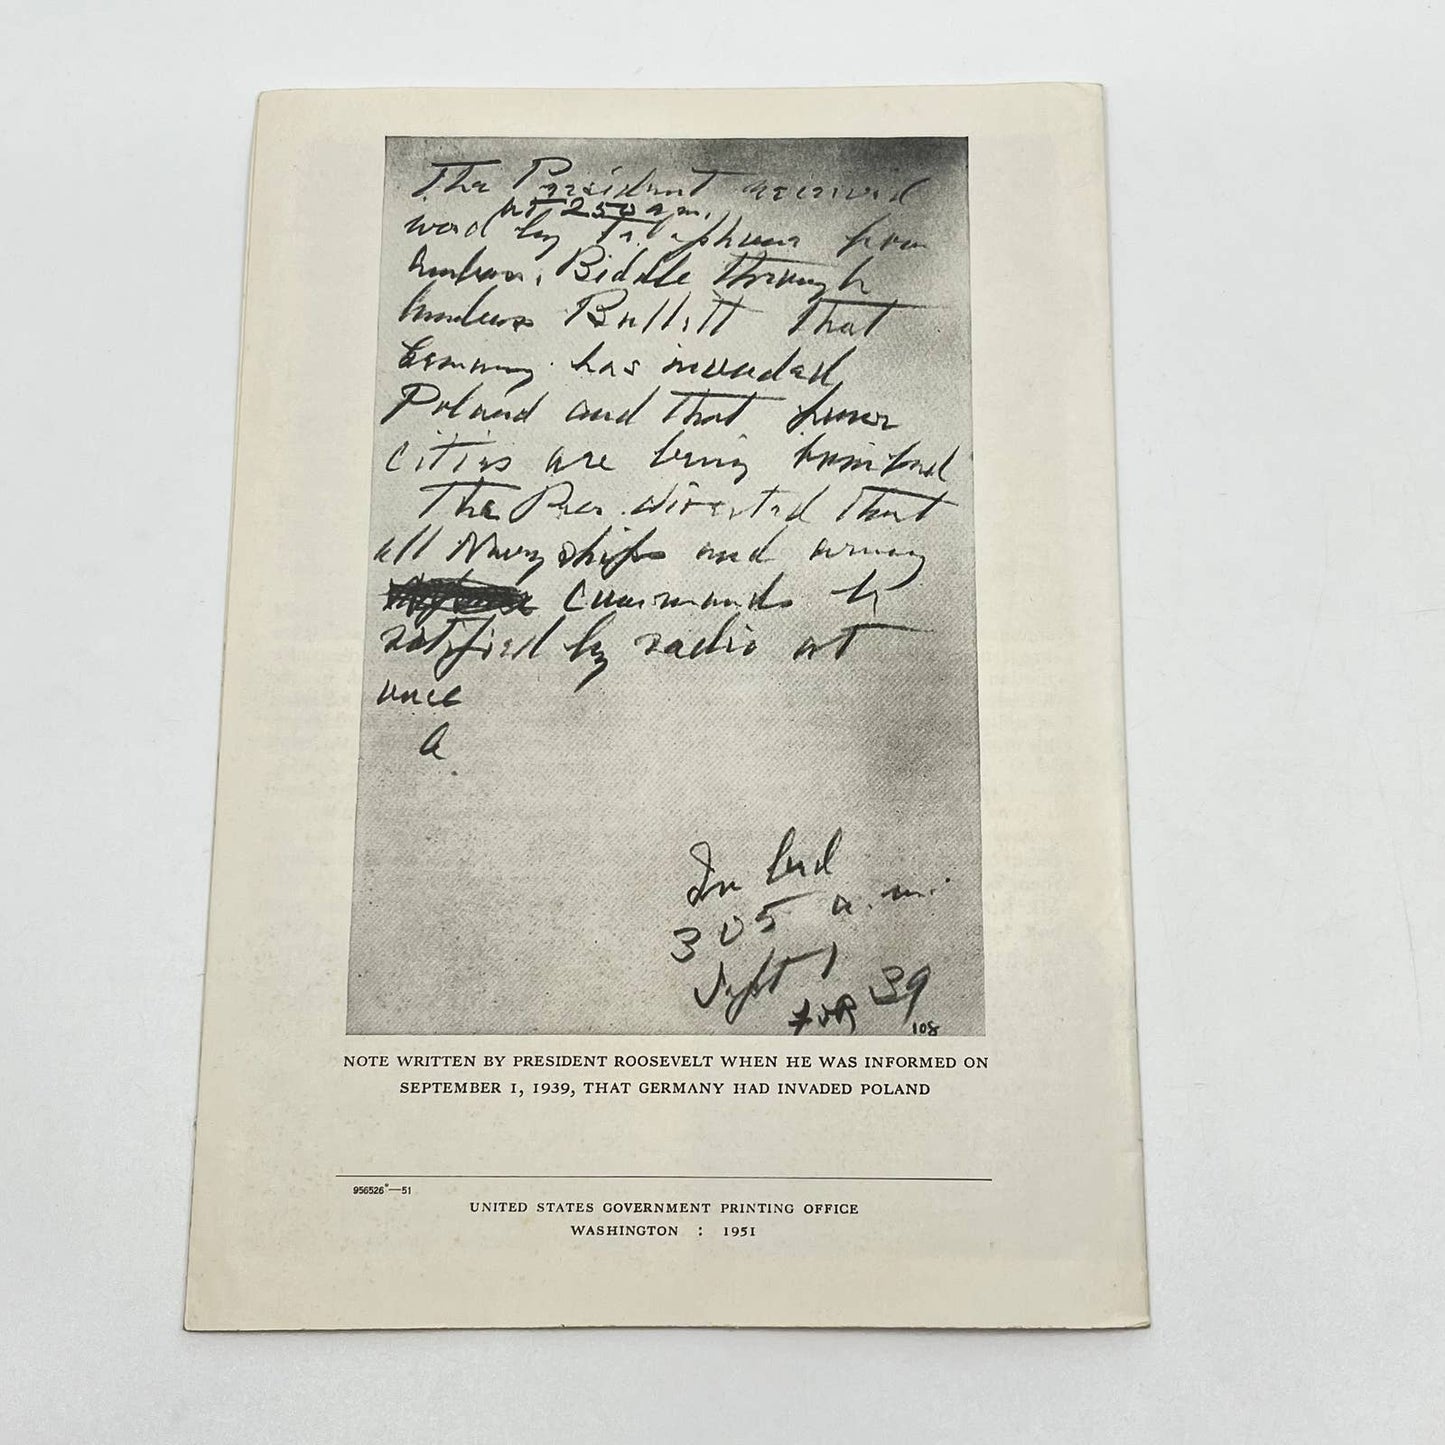 The President received
at 250 a.m.
word by Telephone from
Ambass. Biddle through
Ambass Bullitt that
Germany has invaded
Poland and that four
cities are being bombed
The Pres. directed that
all Navy ships and army
commands be
notified by radio at
once
In bed
305 a.m.
Sept 1 39
FDR
108
NOTE WRITTEN BY PRESIDENT ROOSEVELT WHEN HE WAS INFORMED ON
SEPTEMBER 1, 1939, THAT GERMANY HAD INVADED POLAND
956526°—51
UNITED STATES GOVERNMENT PRINTING OFFICE
WASHINGTON : 1951